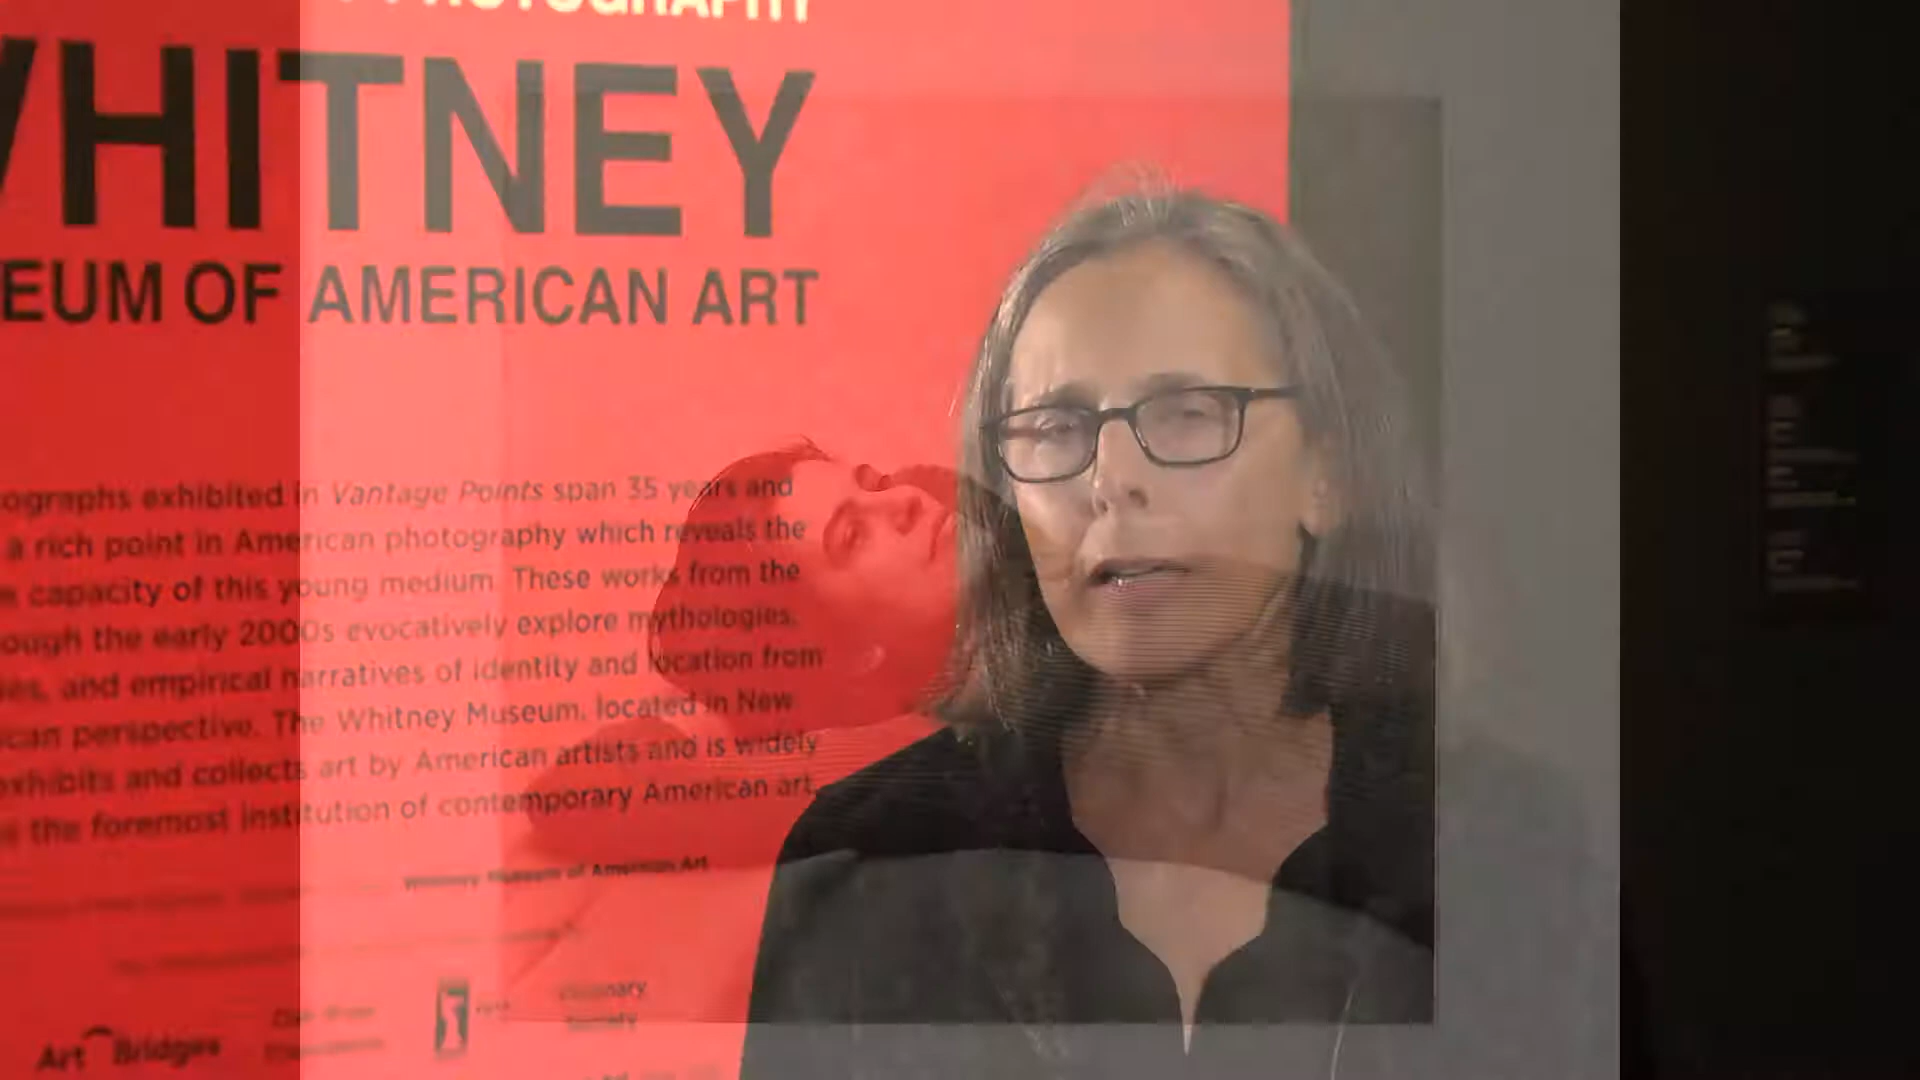 PHOTOGRAPHY
WHITNEY
EUM OF AMERICAN ART
ographs exhibited in Vantage Points span 35 years and
a rich point in American photography which reveals the
capacity of this young medium. These works from the
ough the early 2000s evocatively explore mythologies,
es, and empirical narratives of identity and location from
ican perspective. The Whitney Museum, located in New
exhibits and collects art by American artists and is widely
the foremost institution of contemporary American art.
Whitney Museum of American Art
Art Bridges